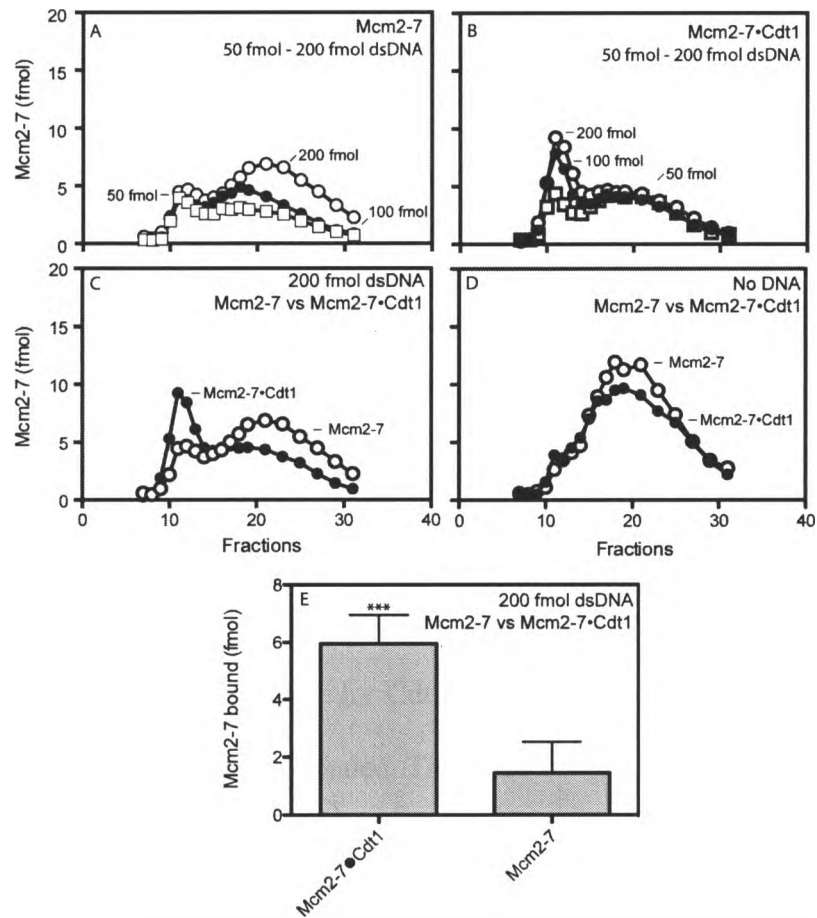 A
Mcm2-7
50 fmol - 200 fmol dsDNA
20
15
10
5
0
Mcm2-7 (fmol)
50 fmol
200 fmol
100 fmol
B
Mcm2-7•Cdt1
50 fmol - 200 fmol dsDNA
200 fmol
100 fmol
50 fmol
C
200 fmol dsDNA
Mcm2-7 vs Mcm2-7•Cdt1
20
15
10
5
0
Mcm2-7 (fmol)
Mcm2-7•Cdt1
Mcm2-7
0
10
20
30
40
Fractions
D
No DNA
Mcm2-7 vs Mcm2-7•Cdt1
Mcm2-7
Mcm2-7•Cdt1
0
10
20
30
40
Fractions
E
200 fmol dsDNA
Mcm2-7 vs Mcm2-7•Cdt1
8
6
4
2
0
Mcm2-7 bound (fmol)
***
Mcm2-7•Cdt1
Mcm2-7